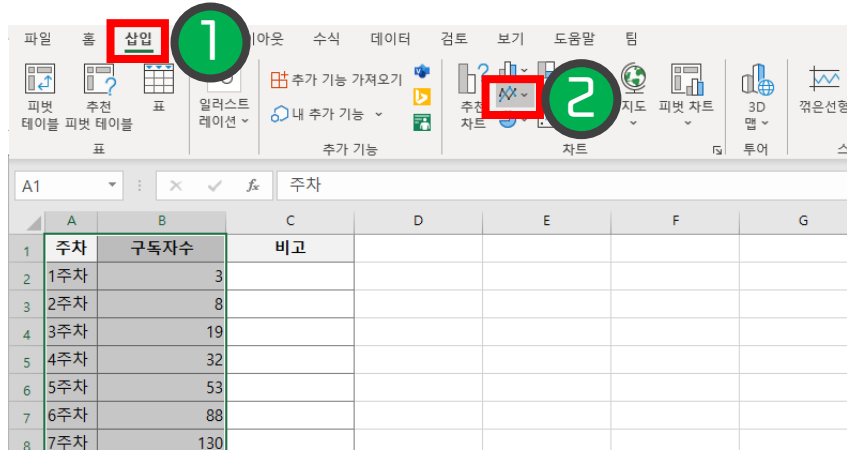 파일 홈 삽입 이아웃 수식 데이터 검토 보기 도움말 팀
1
2
피벗 테이블
추천 피벗 테이블
표
일러스트레이션
추가 기능 가져오기
내 추가 기능
추천 차트
지도
피벗 차트
3D 맵
꺾은선형
표
추가 기능
차트
투어
A1 fx 주차
A B C D E F G
1 주차 구독자수 비고
2 1주차 3
3 2주차 8
4 3주차 19
5 4주차 32
6 5주차 53
7 6주차 88
8 7주차 130